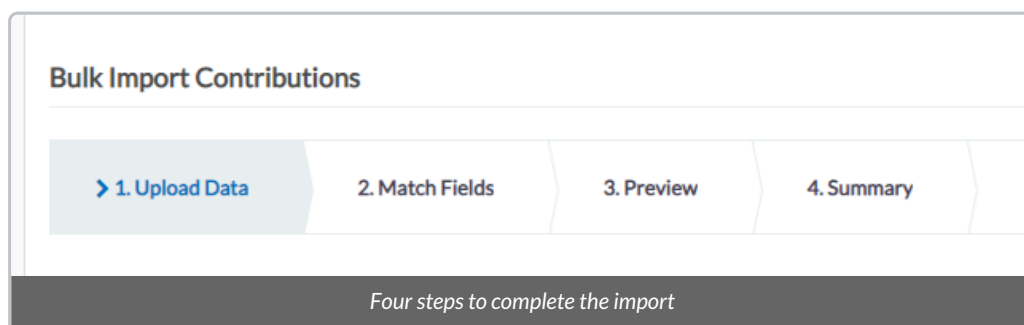 Bulk Import Contributions
1. Upload Data 2. Match Fields 3. Preview 4. Summary
Four steps to complete the import